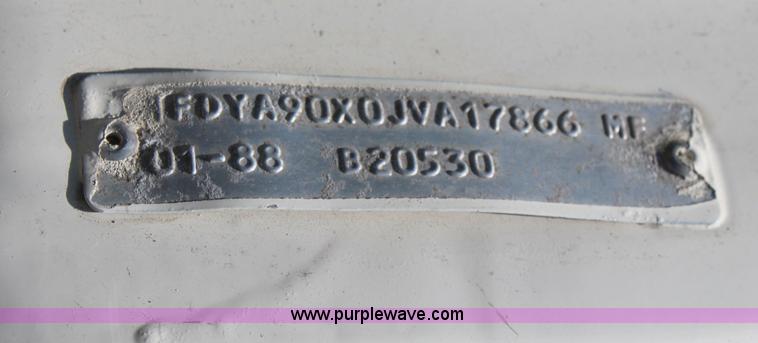 1FDYA90X0JVA17866 MF
01-88 B20530
www.purplewave.com